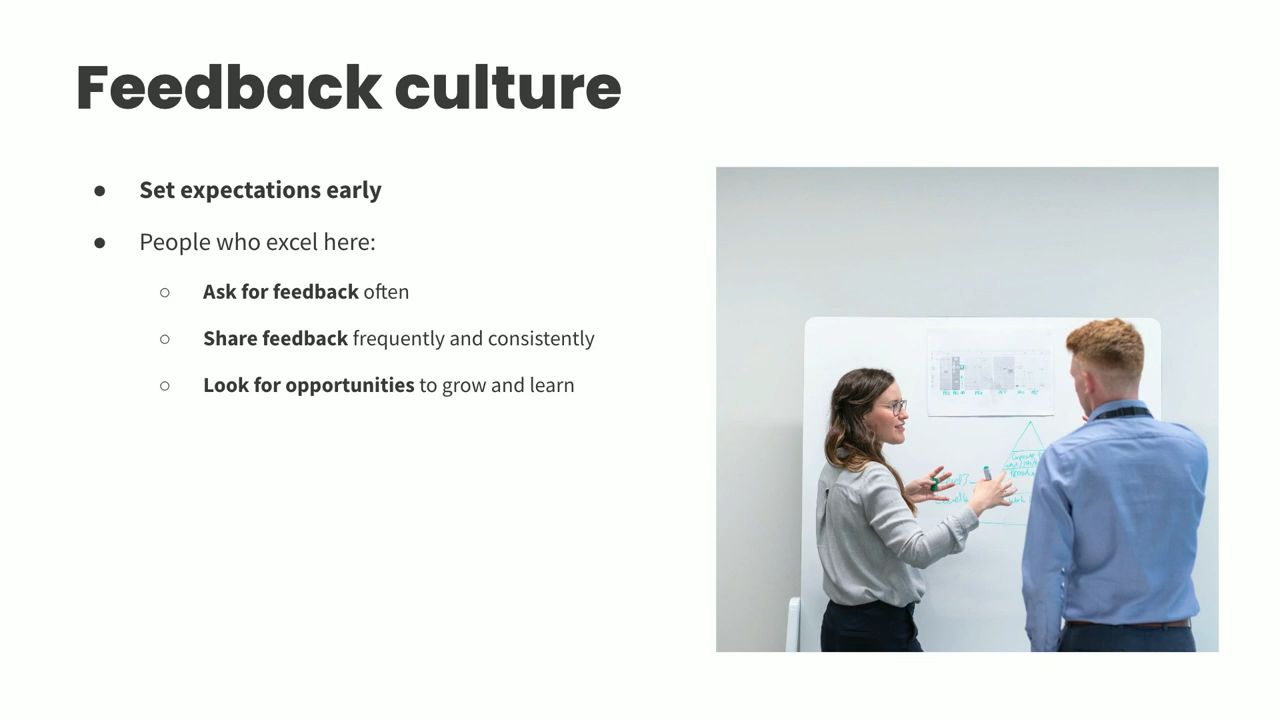 Feedback culture
● Set expectations early
● People who excel here:
○ Ask for feedback often
○ Share feedback frequently and consistently
○ Look for opportunities to grow and learn